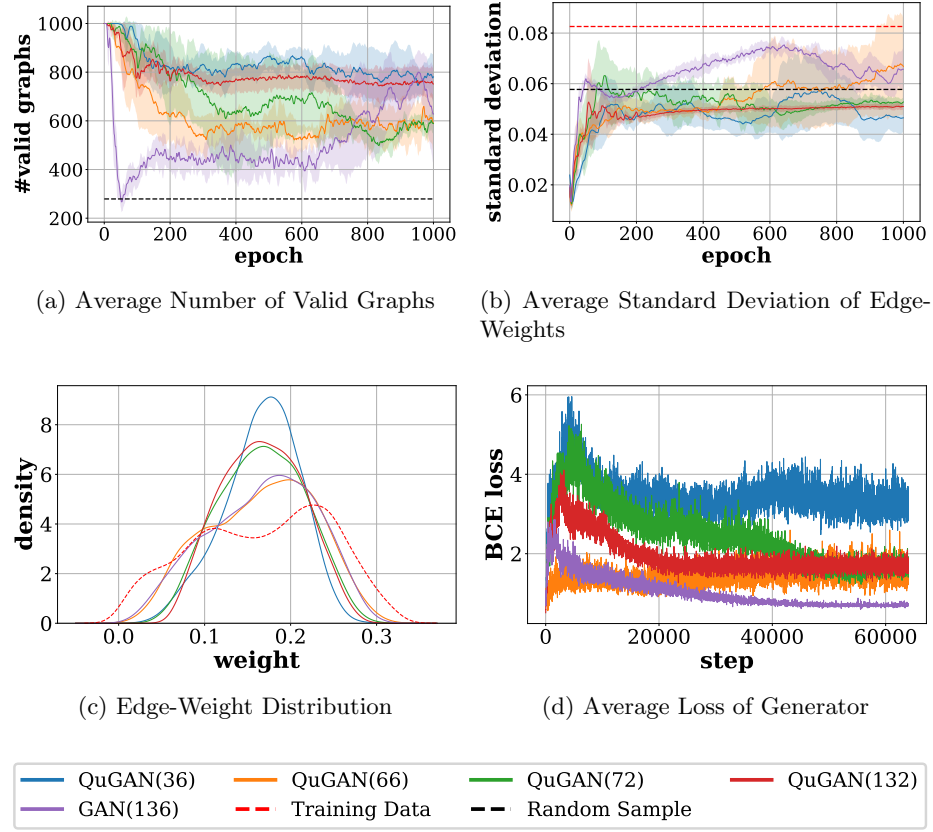 1000
800
600
400
200
#valid graphs
0 200 400 600 800 1000
epoch
(a) Average Number of Valid Graphs
0.08
0.06
0.04
0.02
standard deviation
0 200 400 600 800 1000
epoch
(b) Average Standard Deviation of Edge-
Weights
8
6
4
2
0
density
0.0 0.1 0.2 0.3
weight
(c) Edge-Weight Distribution
6
4
2
BCE loss
0 20000 40000 60000
step
(d) Average Loss of Generator
QuGAN(36) QuGAN(66) QuGAN(72) QuGAN(132)
GAN(136) Training Data Random Sample